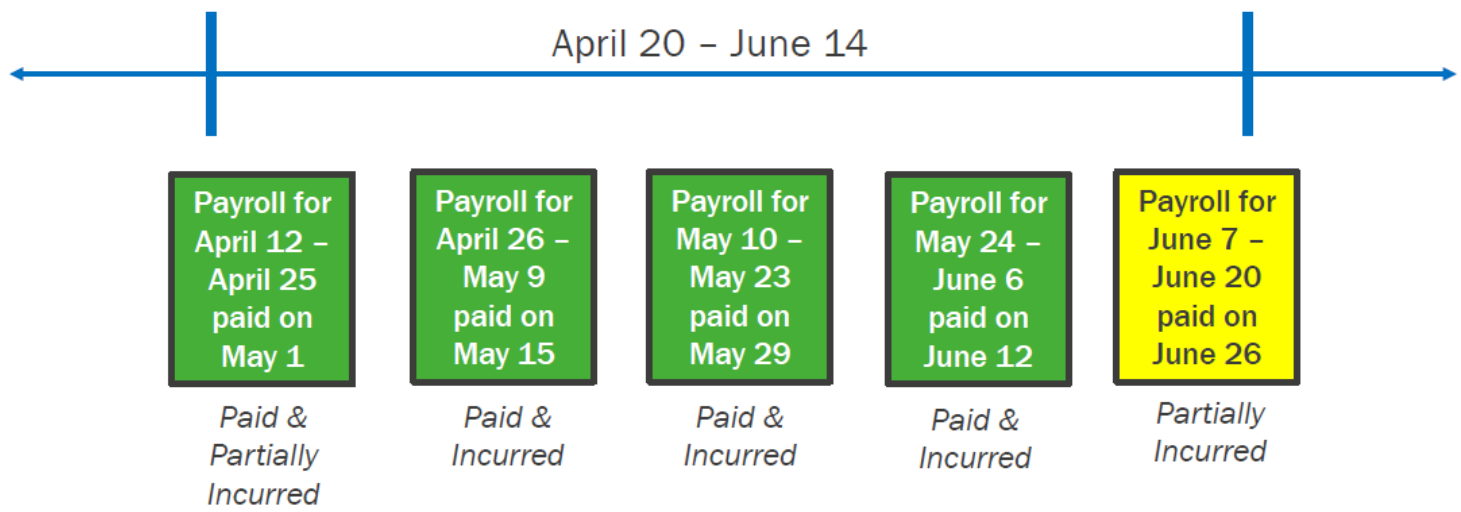 April 20 – June 14
Payroll for
April 12 –
April 25
paid on
May 1
Payroll for
April 26 –
May 9
paid on
May 15
Payroll for
May 10 –
May 23
paid on
May 29
Payroll for
May 24 –
June 6
paid on
June 12
Payroll for
June 7 –
June 20
paid on
June 26
Paid &
Partially
Incurred
Paid &
Incurred
Paid &
Incurred
Paid &
Incurred
Partially
Incurred